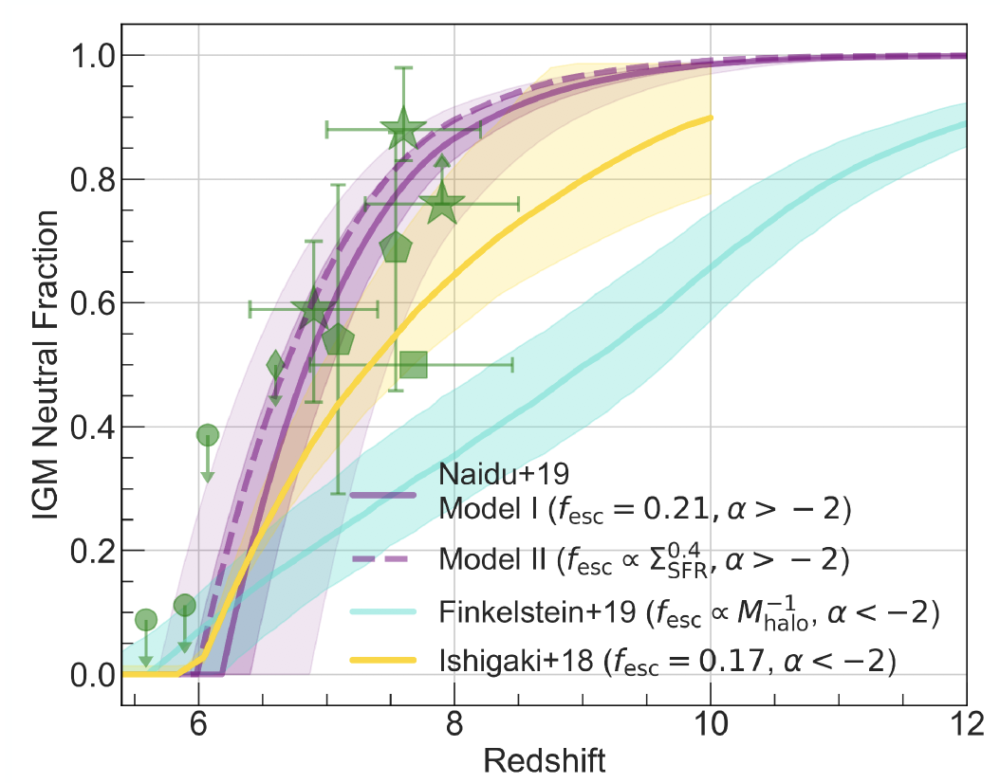 IGM Neutral Fraction
1.0
0.8
0.6
0.4
0.2
0.0
Naidu+19
Model I (f_esc = 0.21, α > −2)
Model II (f_esc ∝ Σ_SFR^0.4, α > −2)
Finkelstein+19 (f_esc ∝ M_halo^−1, α < −2)
Ishigaki+18 (f_esc = 0.17, α < −2)
6 8 10 12
Redshift